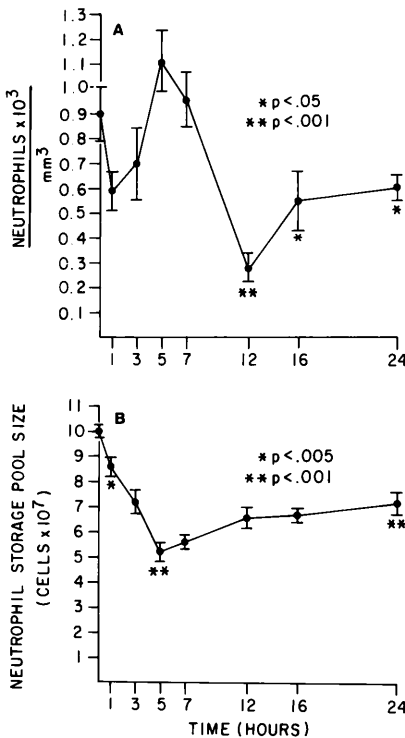 A
1.3
1.2
1.1
1.0
0.9
0.8
0.7
0.6
0.5
0.4
0.3
0.2
0.1
NEUTROPHILS x10³
mm³
* p<.05
** p<.001
**
*
*
1 3 5 7 12 16 24
B
11
10
9
8
7
6
5
4
3
2
1
NEUTROPHIL STORAGE POOL SIZE
(CELLS x 10⁷)
* p<.005
** p<.001
*
**
**
1 3 5 7 12 16 24
TIME (HOURS)